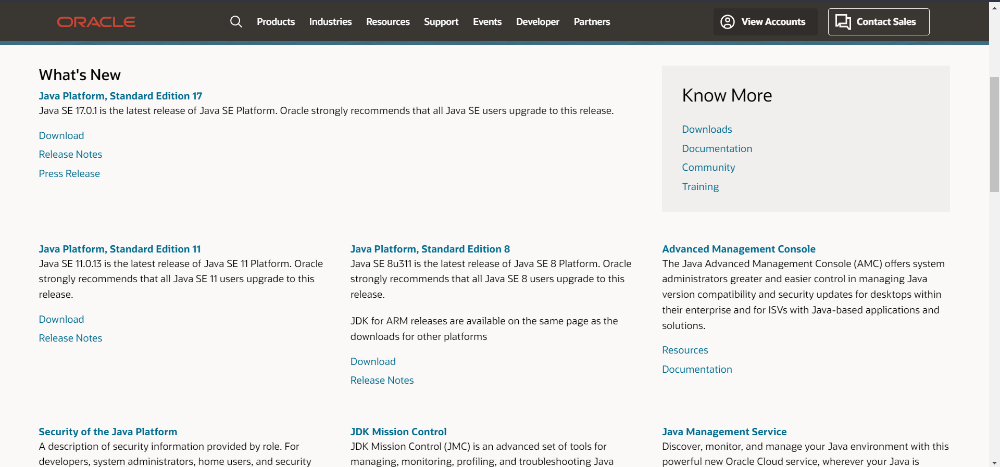 ORACLE
Products
Industries
Resources
Support
Events
Developer
Partners
View Accounts
Contact Sales
What's New
Java Platform, Standard Edition 17
Java SE 17.0.1 is the latest release of Java SE Platform. Oracle strongly recommends that all Java SE users upgrade to this release.
Download
Release Notes
Press Release
Know More
Downloads
Documentation
Community
Training
Java Platform, Standard Edition 11
Java SE 11.0.13 is the latest release of Java SE 11 Platform. Oracle
strongly recommends that all Java SE 11 users upgrade to this
release.
Download
Release Notes
Java Platform, Standard Edition 8
Java SE 8u311 is the latest release of Java SE 8 Platform. Oracle
strongly recommends that all Java SE 8 users upgrade to this
release.
JDK for ARM releases are available on the same page as the
downloads for other platforms
Download
Release Notes
Advanced Management Console
The Java Advanced Management Console (AMC) offers system
administrators greater and easier control in managing Java
version compatibility and security updates for desktops within
their enterprise and for ISVs with Java-based applications and
solutions.
Resources
Documentation
Security of the Java Platform
A description of security information provided by role. For
developers, system administrators, home users, and security
JDK Mission Control
JDK Mission Control (JMC) is an advanced set of tools for
managing, monitoring, profiling, and troubleshooting Java
Java Management Service
Discover, monitor, and manage your Java environment with this
powerful new Oracle Cloud service, wherever your Java is